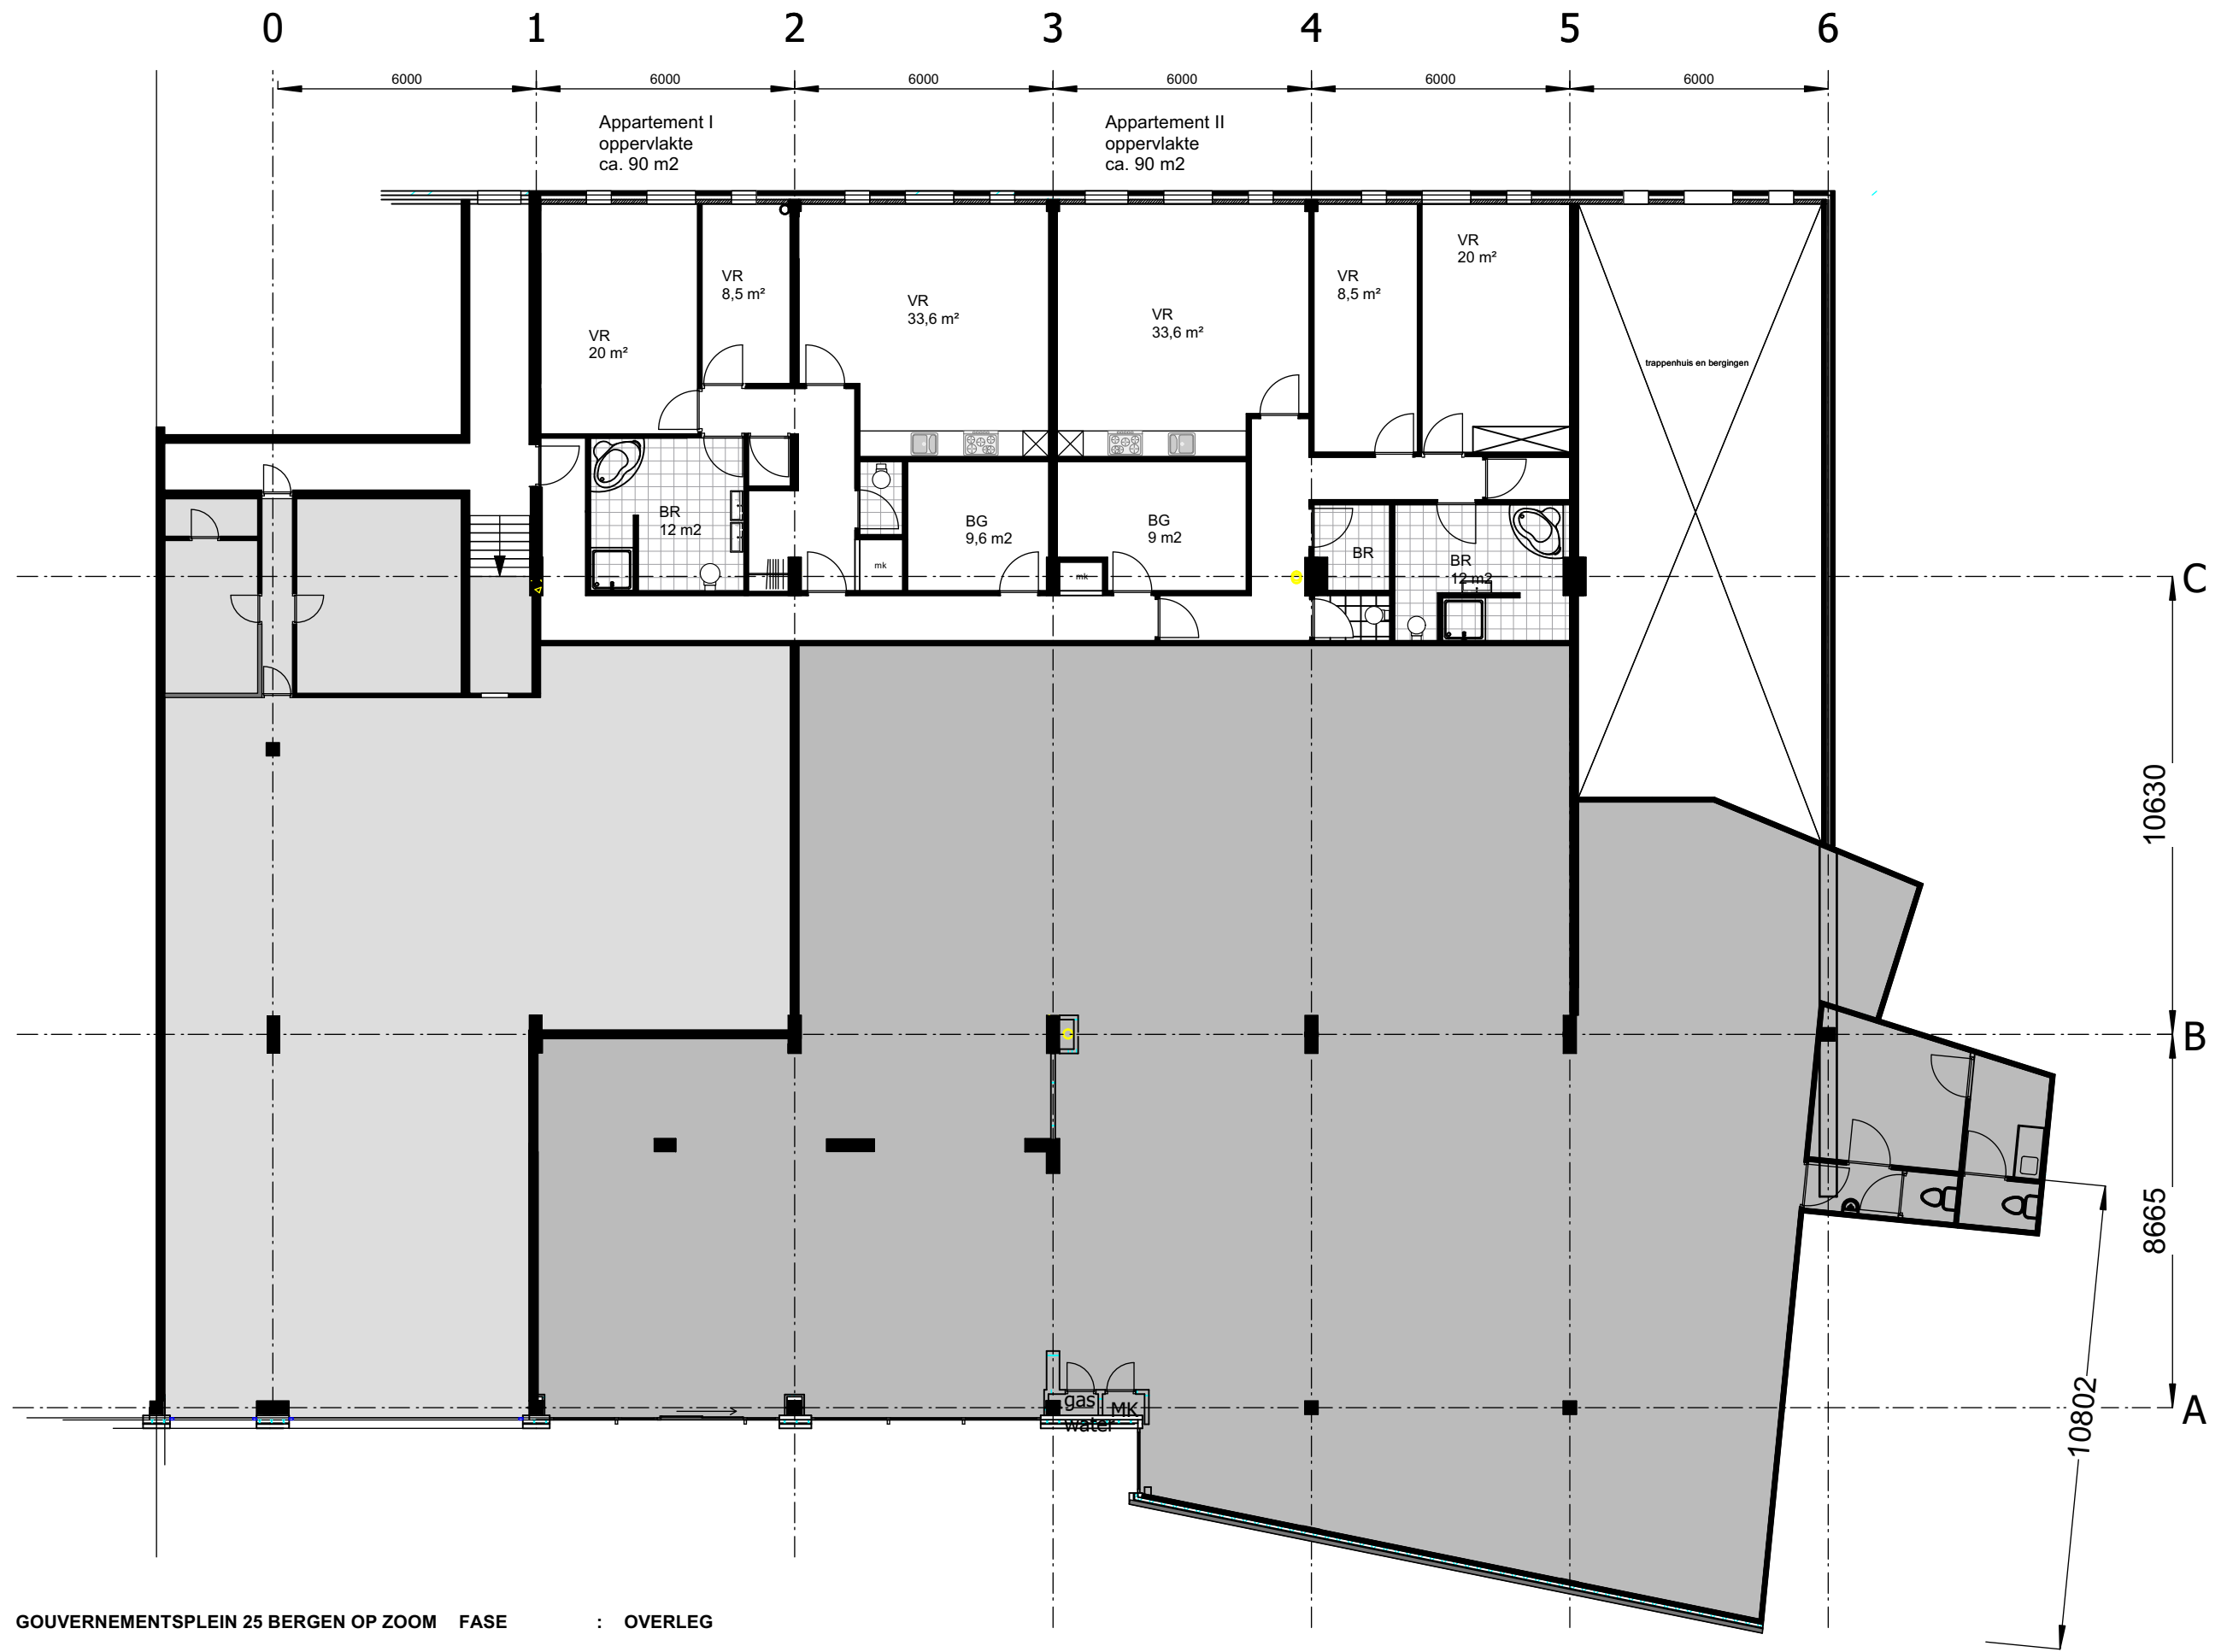 0 1 2 3 4 5 6
6000 6000 6000 6000 6000 6000
Appartement I
oppervlakte
ca. 90 m2
Appartement II
oppervlakte
ca. 90 m2
VR
20 m²
VR
8,5 m²
VR
33,6 m²
VR
33,6 m²
VR
8,5 m²
VR
20 m²
trappenhuis en bergingen
BR
12 m2
mk
BG
9,6 m2
BG
9 m2
mk
BR
BR
12 m2
C
10630
B
8665
A
10802
gas
water
MK
GOUVERNEMENTSPLEIN 25 BERGEN OP ZOOM FASE : OVERLEG